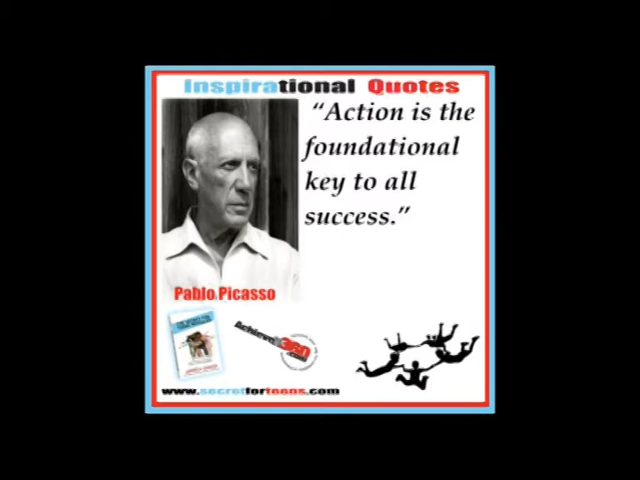 Inspirational Quotes
“Action is the
foundational
key to all
success.”
Pablo Picasso
www.secretforteens.com